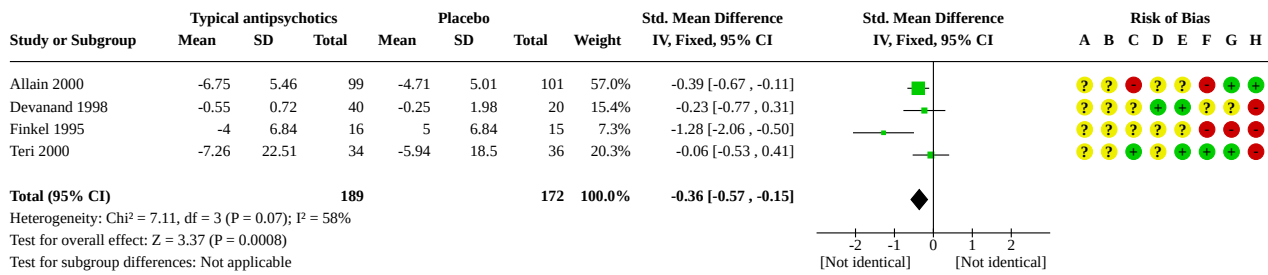 Typical antipsychotics Placebo Std. Mean Difference Std. Mean Difference Risk of Bias
Study or Subgroup Mean SD Total Mean SD Total Weight IV, Fixed, 95% CI IV, Fixed, 95% CI A B C D E F G H
Allain 2000 -6.75 5.46 99 -4.71 5.01 101 57.0% -0.39 [-0.67 , -0.11] ? ? - ? ? - + +
Devanand 1998 -0.55 0.72 40 -0.25 1.98 20 15.4% -0.23 [-0.77 , 0.31] ? ? ? + + ? ? -
Finkel 1995 -4 6.84 16 5 6.84 15 7.3% -1.28 [-2.06 , -0.50] ? ? ? ? ? - - -
Teri 2000 -7.26 22.51 34 -5.94 18.5 36 20.3% -0.06 [-0.53 , 0.41] ? ? + ? + + + -
Total (95% CI) 189 172 100.0% -0.36 [-0.57 , -0.15]
Heterogeneity: Chi² = 7.11, df = 3 (P = 0.07); I² = 58%
Test for overall effect: Z = 3.37 (P = 0.0008)
-2 -1 0 1 2
Test for subgroup differences: Not applicable [Not identical] [Not identical]